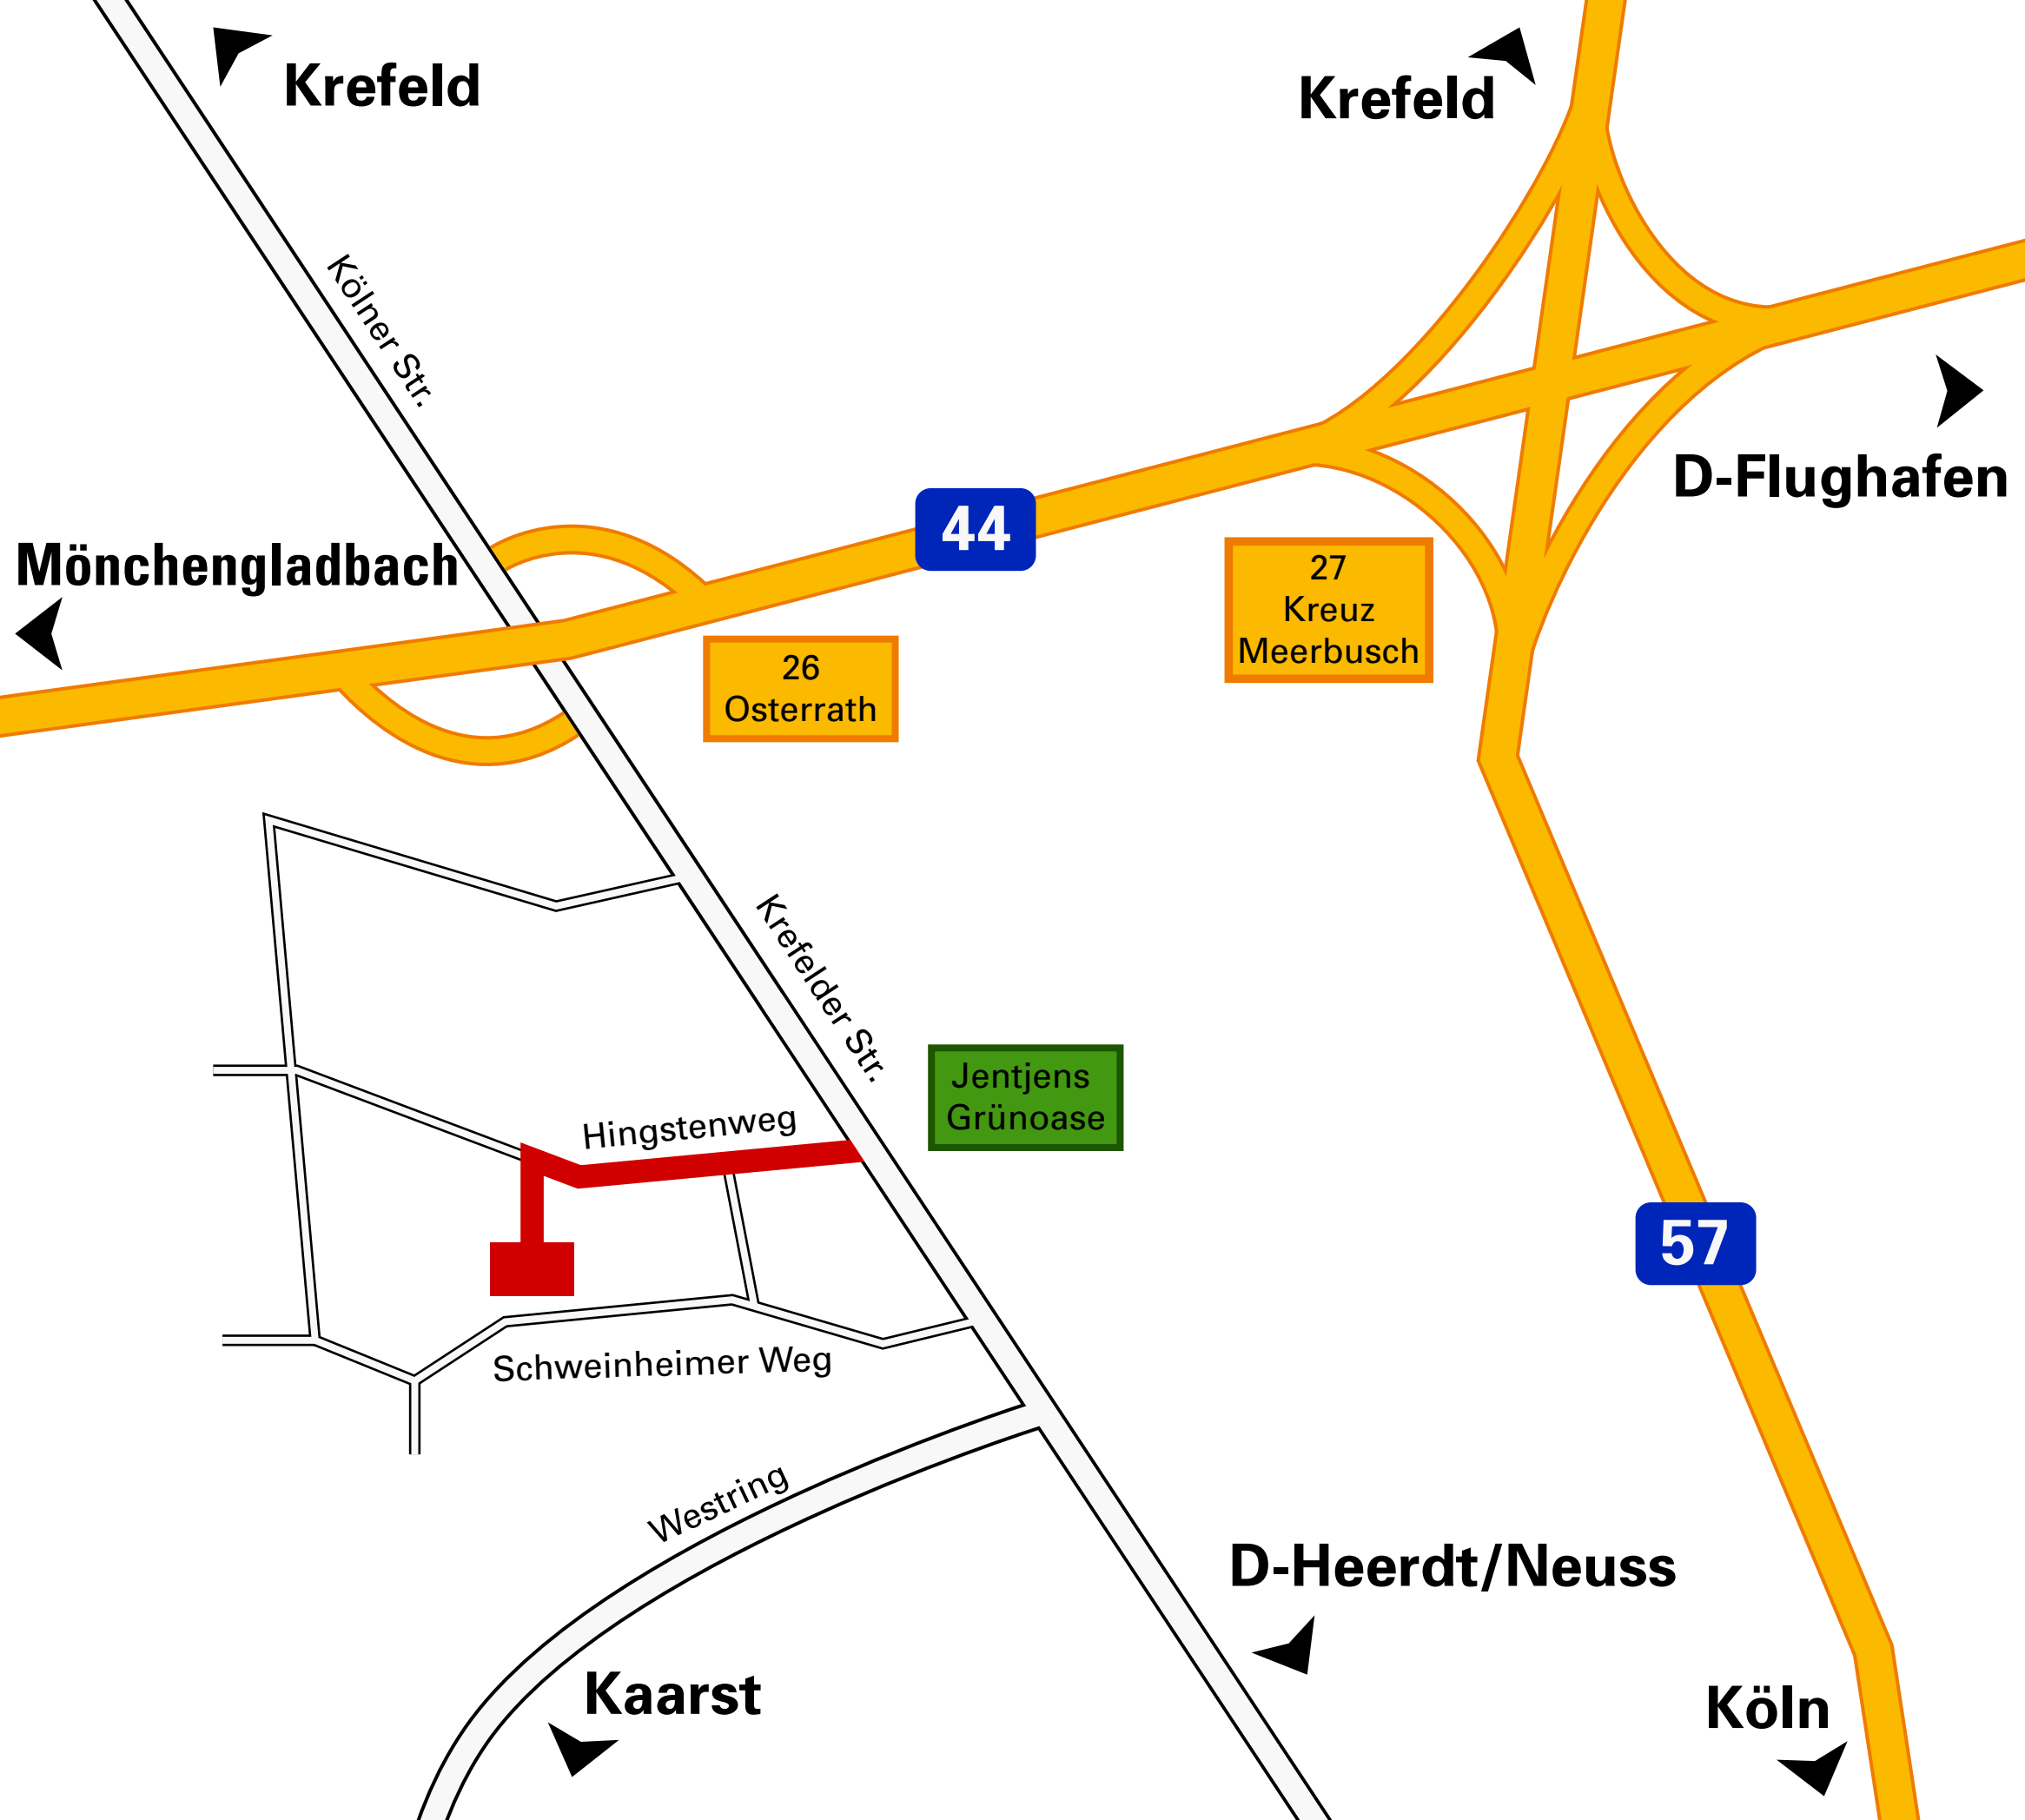 Krefeld
Krefeld
Kölner Str.
D-Flughafen
44
Mönchengladbach
27
Kreuz
Meerbusch
26
Osterrath
Krefelder Str.
Jentjens
Grünoase
Hingstenweg
57
Schweinheimer Weg
Westring
D-Heerdt/Neuss
Kaarst
Köln